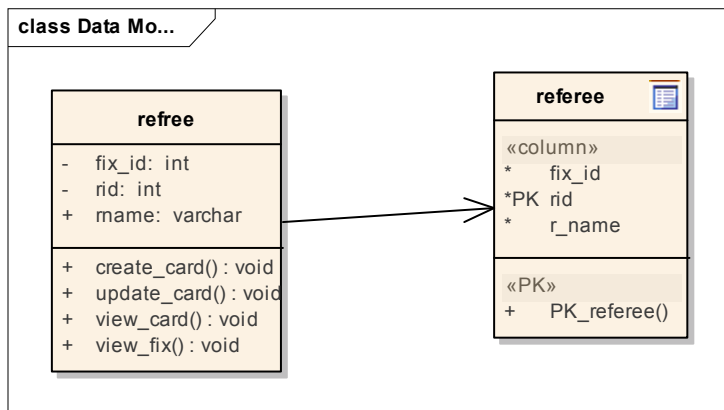 class Data Mo...
refree
- fix_id: int
- rid: int
+ rname: varchar
+ create_card() : void
+ update_card() : void
+ view_card() : void
+ view_fix() : void
referee
«column»
* fix_id
*PK rid
* r_name
«PK»
+ PK_referee()